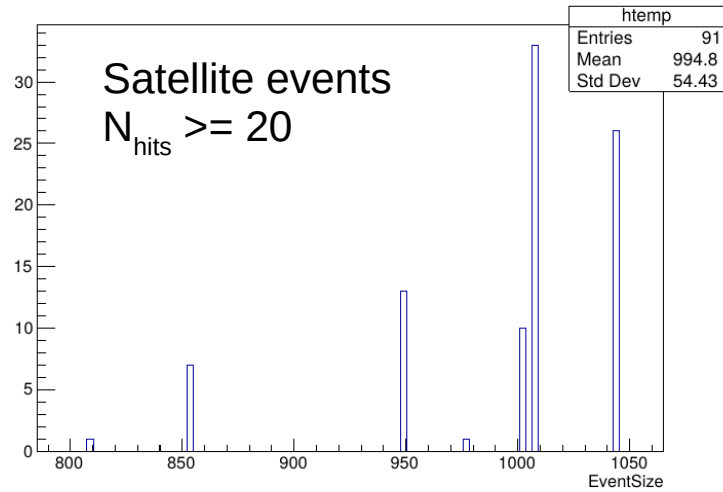 htemp
Entries 91
Mean 994.8
Std Dev 54.43
Satellite events
Nhits >= 20
30
25
20
15
10
5
0
800 850 900 950 1000 1050
EventSize